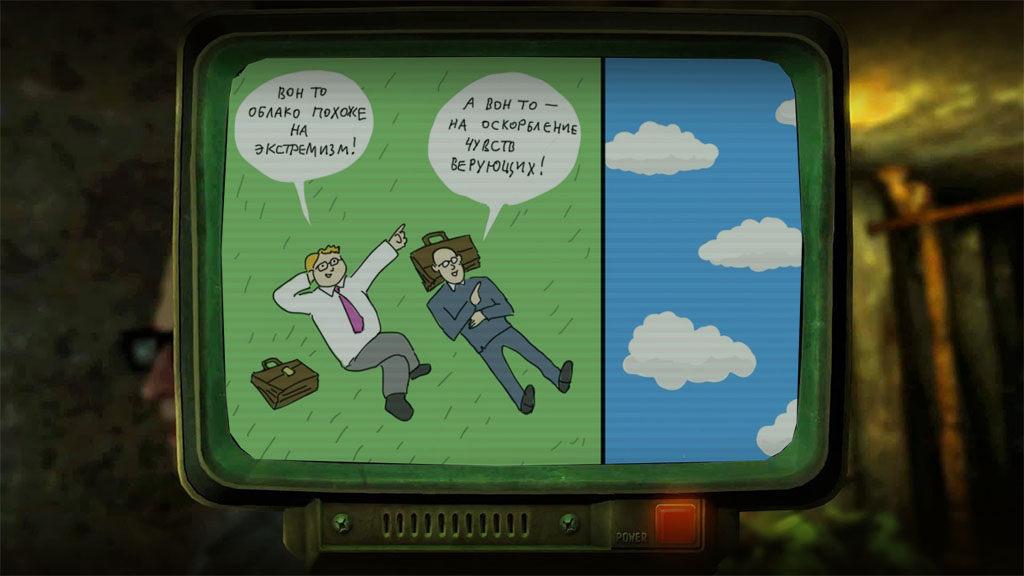 ВОН ТО
ОБЛАКО ПОХОЖЕ
НА
ЭКСТРЕМИЗМ!
А ВОН ТО —
НА ОСКОРБЛЕНИЕ
ЧУВСТВ
ВЕРУЮЩИХ!
POWER